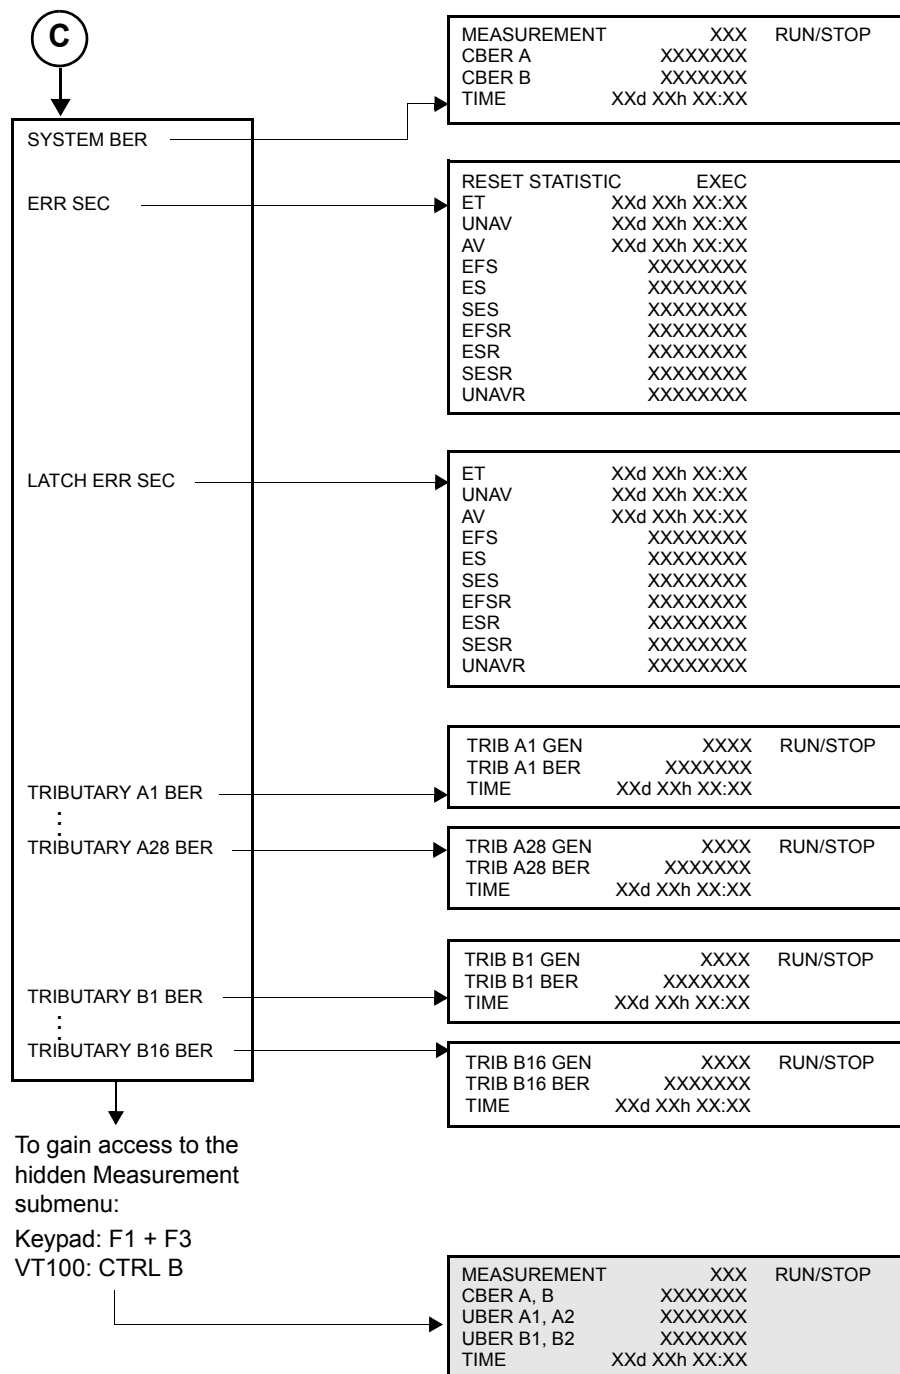 C
MEASUREMENT XXX RUN/STOP
CBER A XXXXXXX
CBER B XXXXXXX
TIME XXd XXh XX:XX
SYSTEM BER
RESET STATISTIC EXEC
ET XXd XXh XX:XX
UNAV XXd XXh XX:XX
AV XXd XXh XX:XX
EFS XXXXXXXX
ES XXXXXXXX
SES XXXXXXXX
EFSR XXXXXXXX
ESR XXXXXXXX
SESR XXXXXXXX
UNAVR XXXXXXXX
ERR SEC
ET XXd XXh XX:XX
UNAV XXd XXh XX:XX
AV XXd XXh XX:XX
EFS XXXXXXXX
ES XXXXXXXX
SES XXXXXXXX
EFSR XXXXXXXX
ESR XXXXXXXX
SESR XXXXXXXX
UNAVR XXXXXXXX
LATCH ERR SEC
TRIB A1 GEN XXXX RUN/STOP
TRIB A1 BER XXXXXXX
TIME XXd XXh XX:XX
TRIBUTARY A1 BER
⋮
TRIBUTARY A28 BER
TRIB A28 GEN XXXX RUN/STOP
TRIB A28 BER XXXXXXX
TIME XXd XXh XX:XX
TRIB B1 GEN XXXX RUN/STOP
TRIB B1 BER XXXXXXX
TIME XXd XXh XX:XX
TRIBUTARY B1 BER
⋮
TRIBUTARY B16 BER
TRIB B16 GEN XXXX RUN/STOP
TRIB B16 BER XXXXXXX
TIME XXd XXh XX:XX
To gain access to the
hidden Measurement
submenu:
Keypad: F1 + F3
VT100: CTRL B
MEASUREMENT XXX RUN/STOP
CBER A, B XXXXXXX
UBER A1, A2 XXXXXXX
UBER B1, B2 XXXXXXX
TIME XXd XXh XX:XX